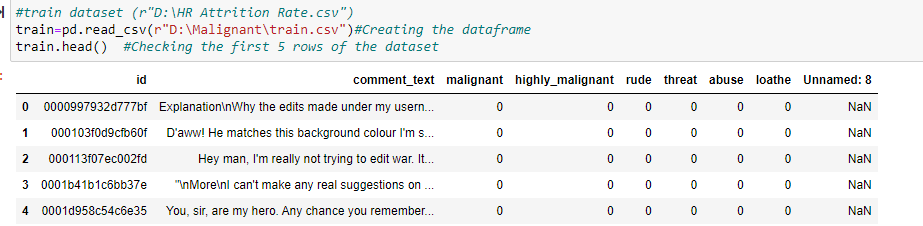 #train dataset (r"D:\HR Attrition Rate.csv")
train=pd.read_csv(r"D:\Malignant\train.csv")#Creating the dataframe
train.head()  #Checking the first 5 rows of the dataset
id comment_text malignant highly_malignant rude threat abuse loathe Unnamed: 8
0 0000997932d777bf Explanation\nWhy the edits made under my usern... 0 0 0 0 0 0 NaN
1 000103f0d9cfb60f D'aww! He matches this background colour I'm s... 0 0 0 0 0 0 NaN
2 000113f07ec002fd Hey man, I'm really not trying to edit war. It... 0 0 0 0 0 0 NaN
3 0001b41b1c6bb37e "\nMore\nI can't make any real suggestions on ... 0 0 0 0 0 0 NaN
4 0001d958c54c6e35 You, sir, are my hero. Any chance you remember... 0 0 0 0 0 0 NaN